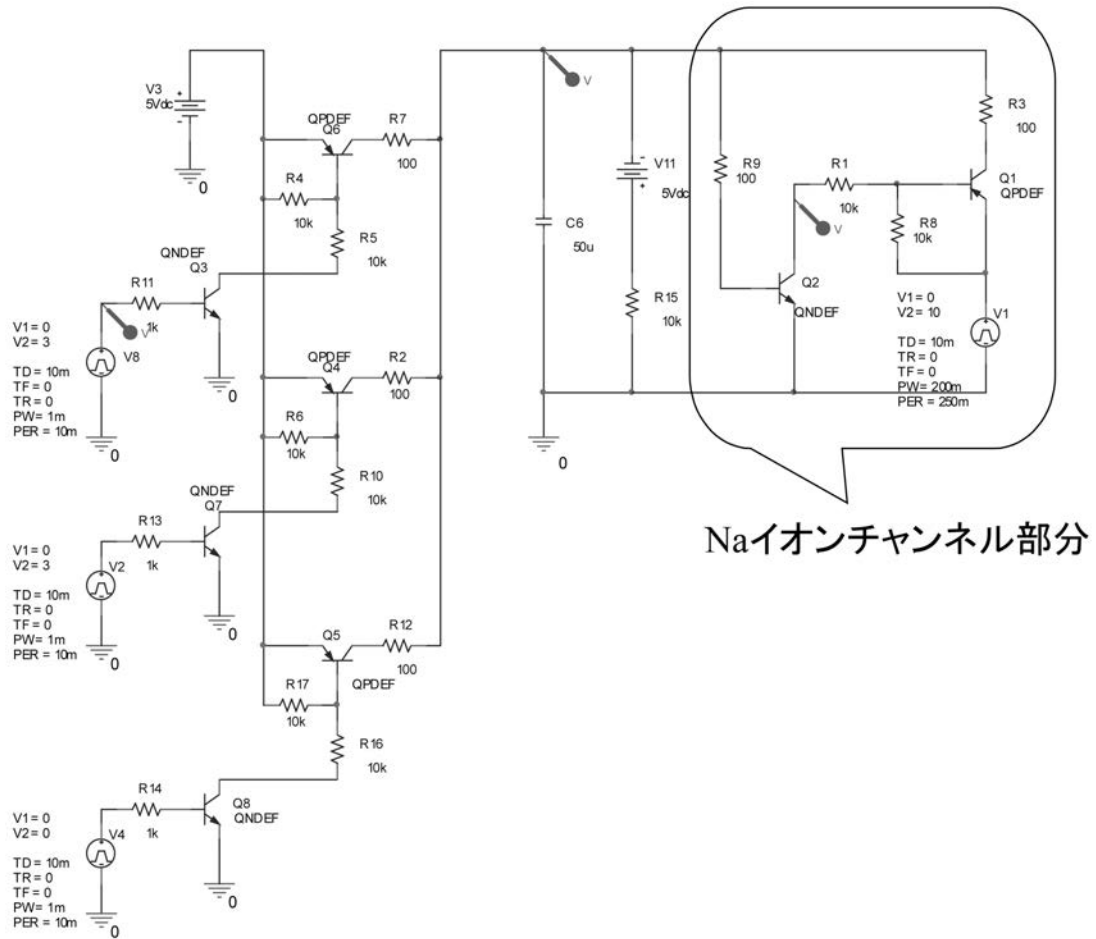 V3
5Vdc
0
QPDEF
Q6
R7
100
R4
10k
R5
10k
QNDEF
Q3
R11
1k
V
V1 = 0
V2 = 3
V8
TD = 10m
TF = 0
TR = 0
PW = 1m
PER = 10m
0
0
QPDEF
Q4
R2
100
R6
10k
R10
10k
QNDEF
Q7
R13
1k
V1 = 0
V2 = 3
V2
TD = 10m
TR = 0
TF = 0
PW = 1m
PER = 10m
0
0
Q5
R12
100
QPDEF
R17
10k
R16
10k
R14
1k
Q8
QNDEF
V1 = 0
V2 = 0
V4
TD = 10m
TR = 0
TF = 0
PW = 1m
PER = 10m
0
0
V
C6
50u
0
V11
5Vdc
R15
10k
R9
100
R1
10k
V
Q2
QNDEF
R8
10k
R3
100
Q1
QPDEF
V1 = 0
V2 = 10
V1
TD = 10m
TR = 0
TF = 0
PW = 200m
PER = 250m
Naイオンチャンネル部分